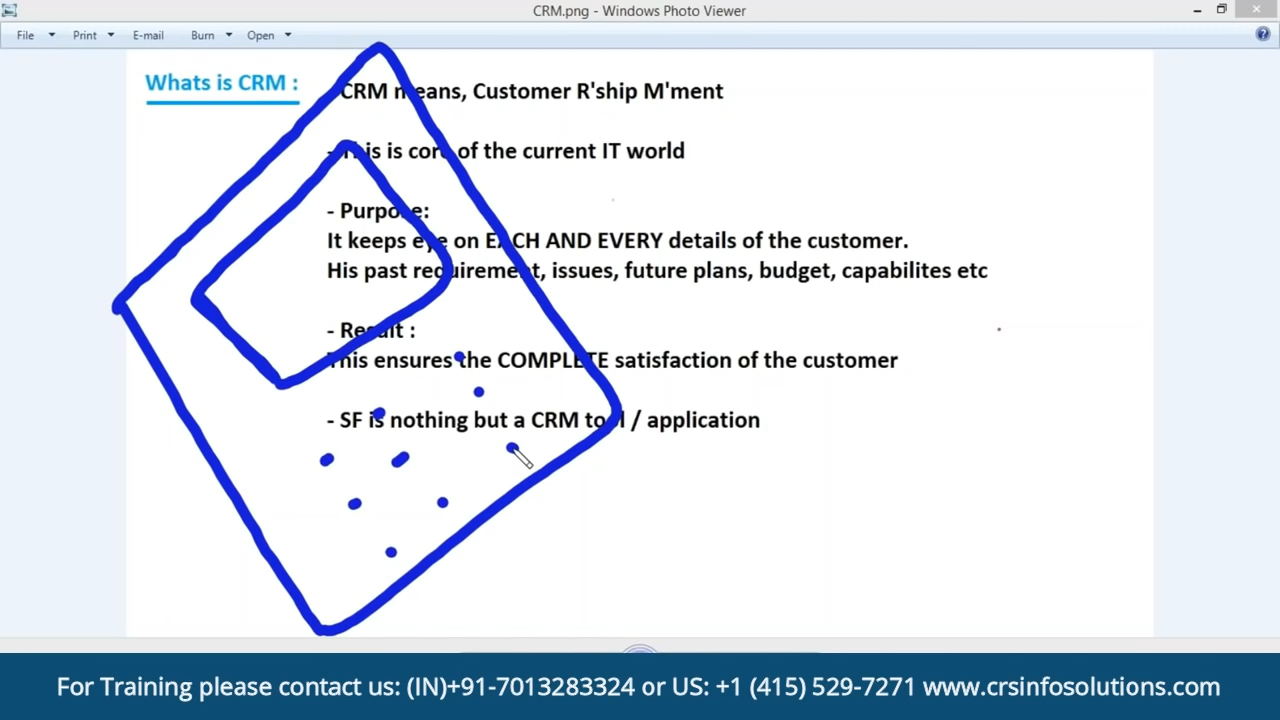 CRM.png - Windows Photo Viewer
File Print E-mail Burn Open
Whats is CRM :
CRM means, Customer R'ship M'ment
- This is core of the current IT world
- Purpose:
It keeps eye on EACH AND EVERY details of the customer.
His past requirement, issues, future plans, budget, capabilites etc
- Result :
This ensures the COMPLETE satisfaction of the customer
- SF is nothing but a CRM tool / application
For Training please contact us: (IN)+91-7013283324 or US: +1 (415) 529-7271 www.crsinfosolutions.com